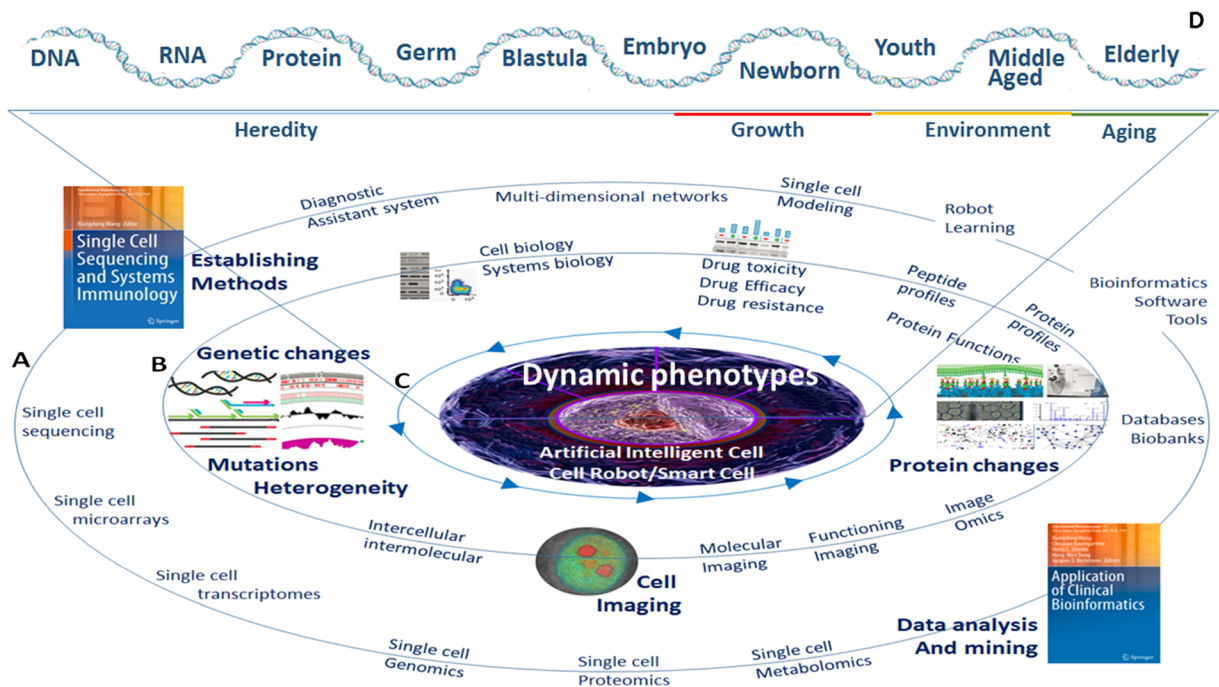 D
DNA
RNA
Protein
Germ
Blastula
Embryo
Newborn
Youth
Middle
Aged
Elderly
Heredity
Growth
Environment
Aging
Diagnostic
Assistant system
Multi-dimensional networks
Single cell
Modeling
Robot
Learning
Bioinformatics
Software
Tools
Databases
Biobanks
Xiangdong Wang Editor
Single Cell
Sequencing
and Systems
Immunology
Springer
Establishing
Methods
Cell biology
Systems biology
Drug toxicity
Drug Efficacy
Drug resistance
Peptide
profiles
Protein
profiles
Protein Functions
A
B
C
Genetic changes
Mutations
Heterogeneity
Dynamic phenotypes
Artificial Intelligent Cell
Cell Robot/Smart Cell
Protein changes
Single cell
sequencing
Single cell
microarrays
Single cell
transcriptomes
Single cell
Genomics
Single cell
Proteomics
Single cell
Metabolomics
Intercellular
intermolecular
Cell
Imaging
Molecular
Imaging
Functioning
Imaging
Image
Omics
Data analysis
And mining
Application
of Clinical
Bioinformatics
Springer